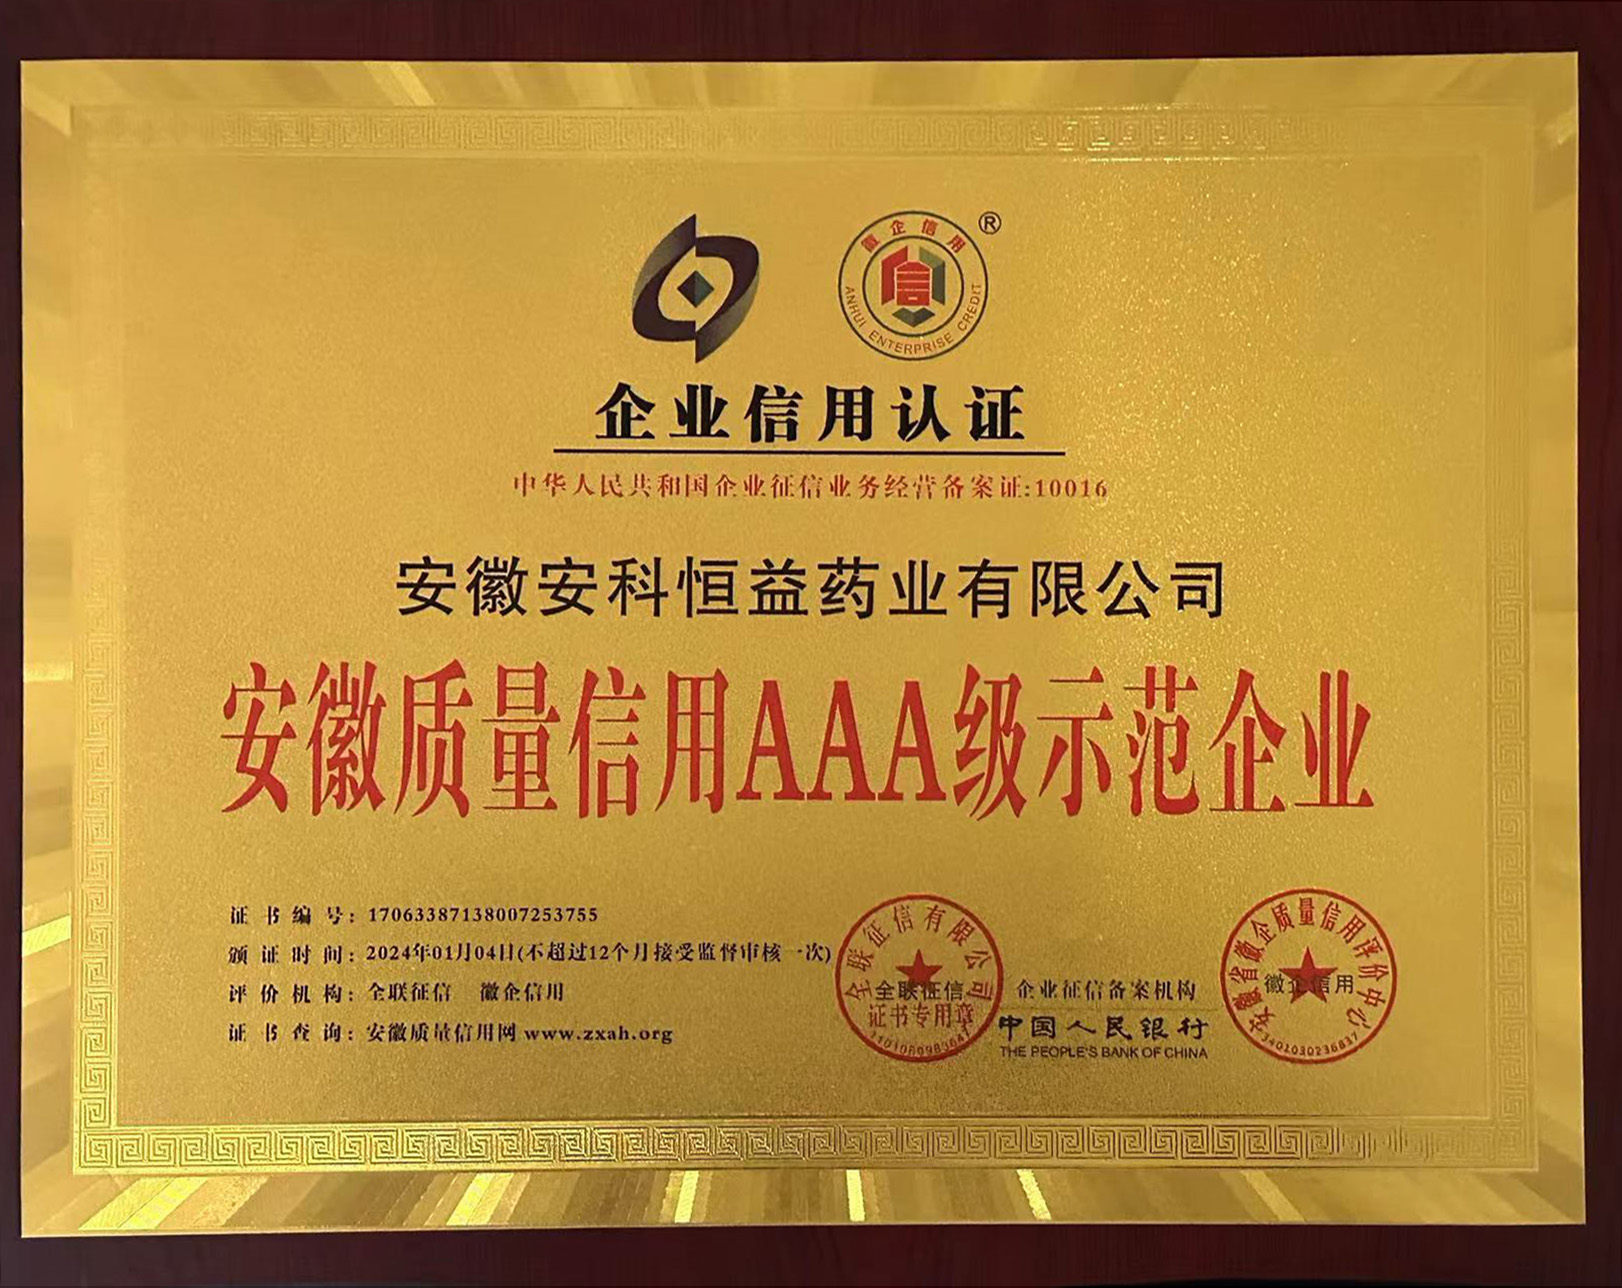 徽企信用
ANHUI ENTERPRISE CREDIT
®
信
企业信用认证
中华人民共和国企业征信业务经营备案证:10016
安徽安科恒益药业有限公司
安徽质量信用AAA级示范企业
证书编号: 17063387138007253755
颁证时间: 2024年01月04日(不超过12个月接受监督审核一次)
评价机构: 全联征信 徽企信用
证书查询: 安徽质量信用网 www.zxah.org
全联征信有限公司
全联征信
证书专用章
企业征信备案机构
中国人民银行
THE PEOPLE'S BANK OF CHINA
安徽省徽企质量信用评价中心
徽企信用
3401030236837